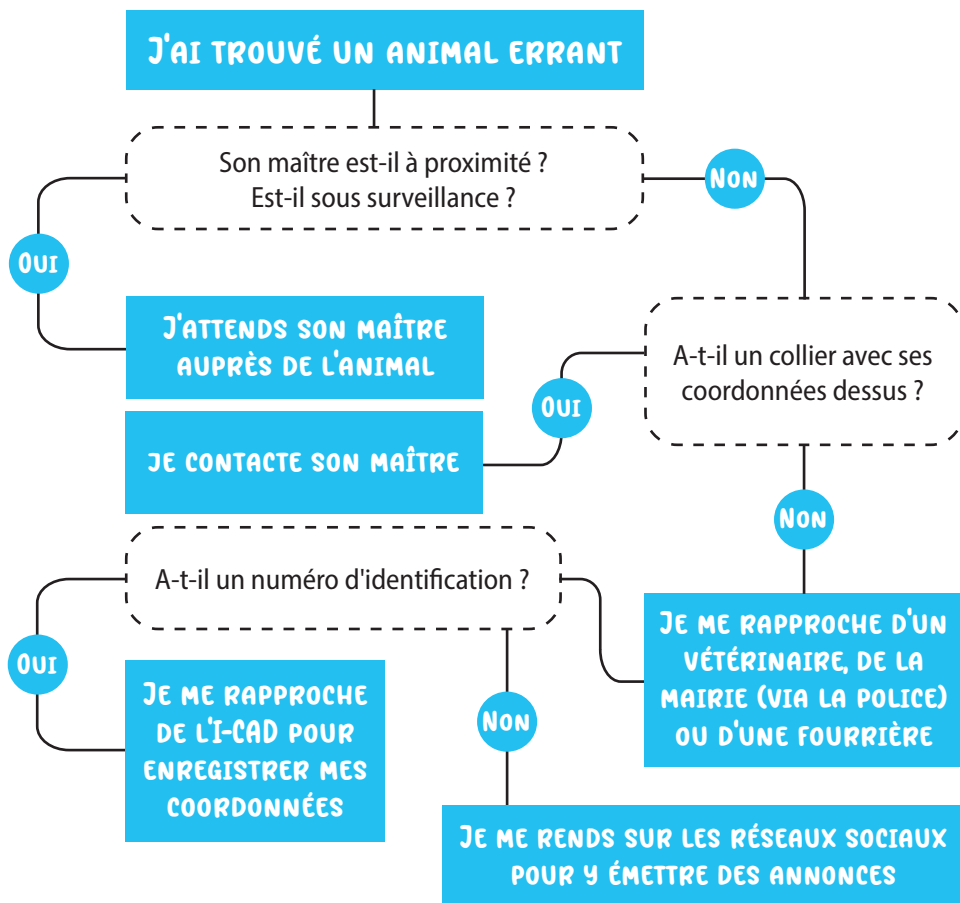 J'AI TROUVÉ UN ANIMAL ERRANT
Son maître est-il à proximité ?
Est-il sous surveillance ?
NON
OUI
J'ATTENDS SON MAÎTRE
AUPRÈS DE L'ANIMAL
A-t-il un collier avec ses
coordonnées dessus ?
OUI
JE CONTACTE SON MAÎTRE
NON
A-t-il un numéro d'identification ?
JE ME RAPPROCHE D'UN
VÉTÉRINAIRE, DE LA
MAIRIE (VIA LA POLICE)
OU D'UNE FOURRIÈRE
OUI
JE ME RAPPROCHE
DE L'I-CAD POUR
ENREGISTRER MES
COORDONNÉES
NON
JE ME RENDS SUR LES RÉSEAUX SOCIAUX
POUR Y ÉMETTRE DES ANNONCES